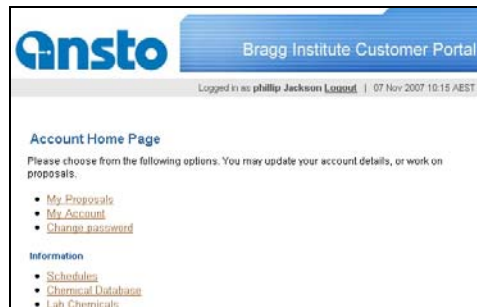 ansto
Bragg Institute Customer Portal
Logged in as phillip Jackson Logout | 07 Nov 2007 10:15 AEST
Account Home Page
Please choose from the following options. You may update your account details, or work on
proposals.
My Proposals
My Account
Change password
Information
Schedules
Chemical Database
Lab Chemicals